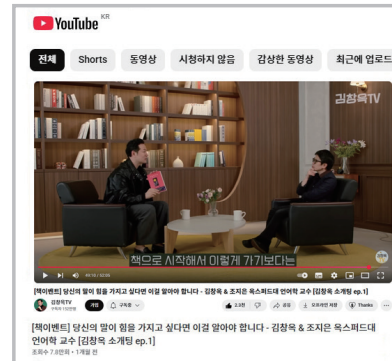 YouTube KR
전체 Shorts 동영상 시청하지 않음 감상한 동영상 최근에 업로드
김창옥TV
책으로 시작해서 이렇게 가기보다는
[책이벤트] 당신의 말이 힘을 가지고 싶다면 이걸 알아야 합니다 - 김창옥 & 조지은 옥스퍼드대 언어학 교수 [김창옥 소개팅 ep.1]
김창옥TV 가입 구독중 2.3천 공유 오프라인 저장 Thanks
[책이벤트] 당신의 말이 힘을 가지고 싶다면 이걸 알아야 합니다 - 김창옥 & 조지은 옥스퍼드대
언어학 교수 [김창옥 소개팅 ep.1]
조회수 7.8만회 • 1개월 전